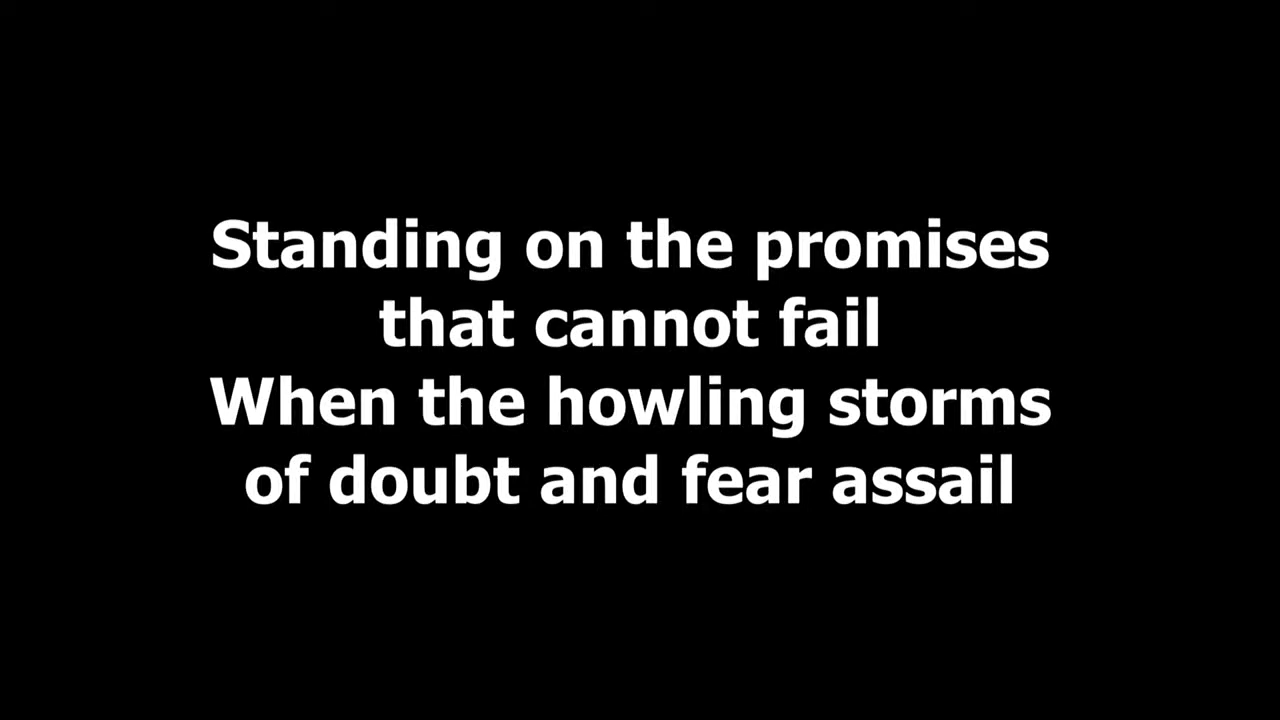 Standing on the promises
that cannot fail
When the howling storms
of doubt and fear assail